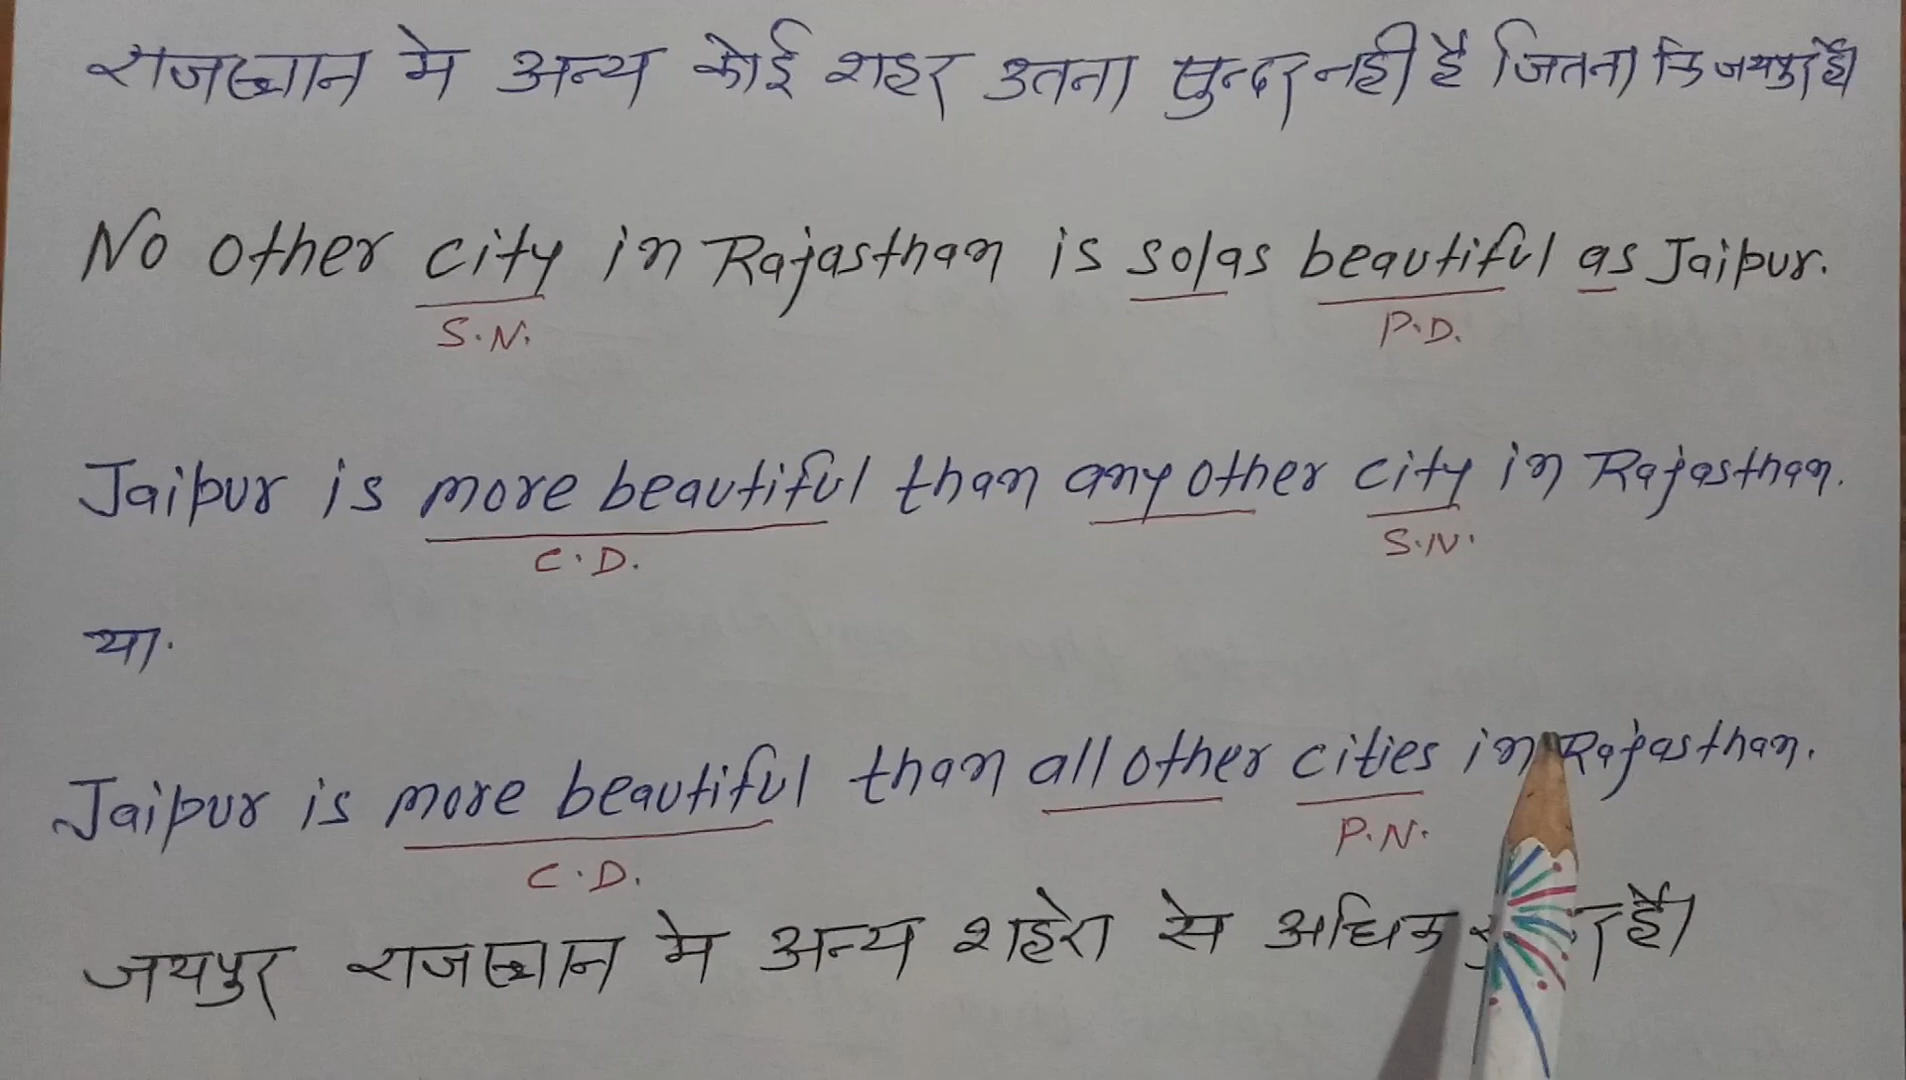 राजस्थान मे अन्य कोई शहर उतना सुन्दर नही है जितना कि जयपुर है।
No other city in Rajasthan is so/as beautiful as Jaipur.
S.N. P.D.
Jaipur is more beautiful than any other city in Rajasthan.
C.D. S.N.
या.
Jaipur is more beautiful than all other cities in Rajasthan.
C.D. P.N.
जयपुर राजस्थान मे अन्य शहरो से अधिक है।